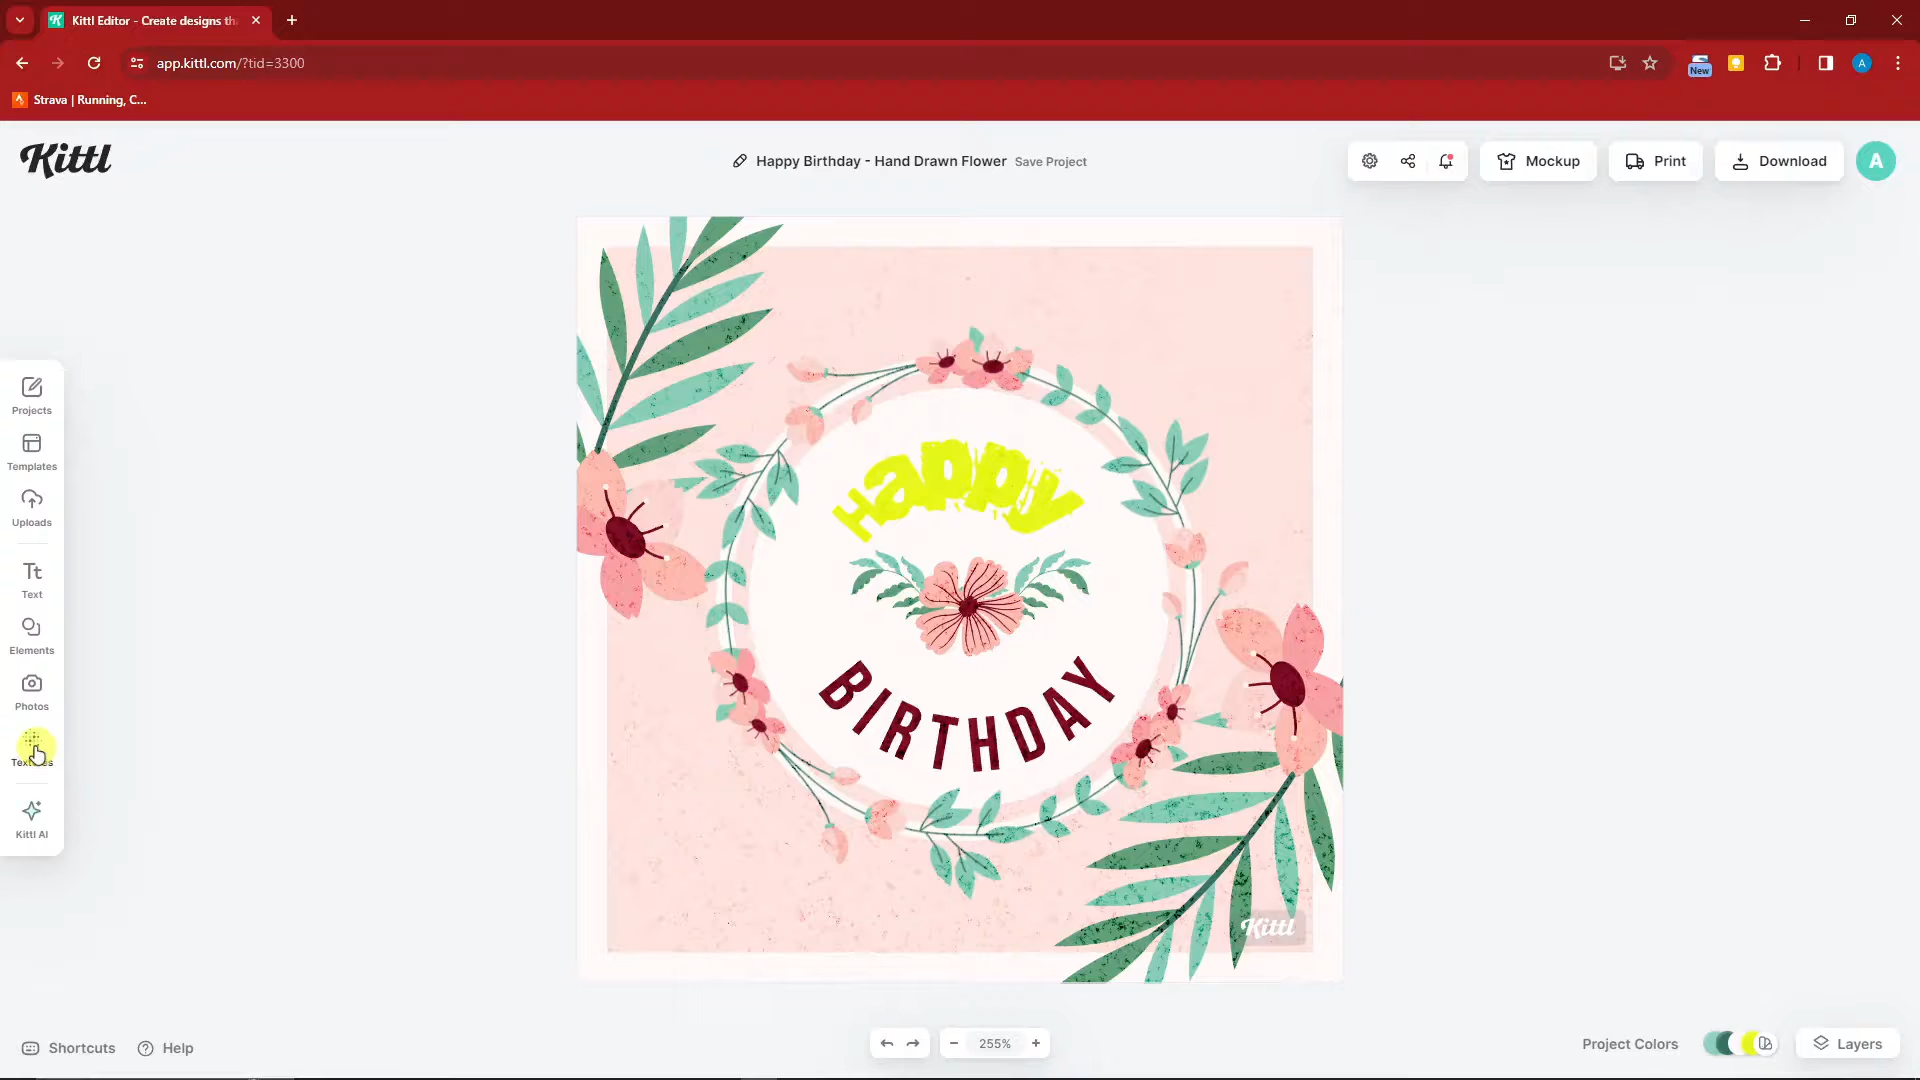 Kittl Editor - Create designs th
app.kittl.com/?tid=3300
New
A
Strava | Running, C...
Kittl
Happy Birthday - Hand Drawn Flower Save Project
Mockup
Print
Download
A
Projects
Templates
Uploads
Tt
Text
Elements
Photos
Kittl AI
Happy
BIRTHDAY
Kittl
Shortcuts
Help
255%
Project Colors
Layers